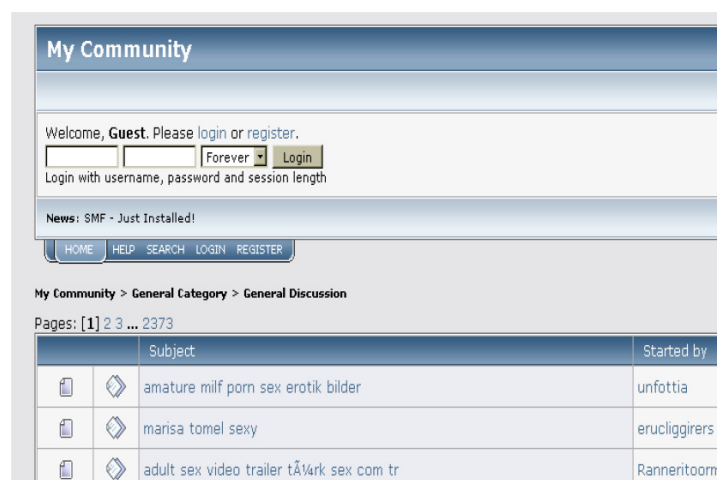 My Community
Welcome, Guest. Please login or register.
Forever Login
Login with username, password and session length
News: SMF - Just Installed!
HOME HELP SEARCH LOGIN REGISTER
My Community > General Category > General Discussion
Pages: [1] 2 3 ... 2373
Subject Started by
amature milf porn sex erotik bilder unfottia
marisa tomel sexy erucliggirers
adult sex video trailer tÃ¼rk sex com tr Ranneritoorm